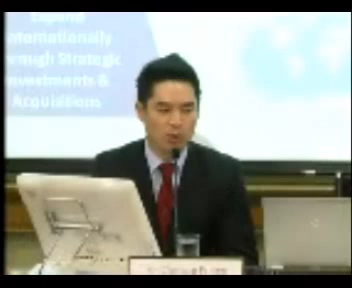 Expand
Internationally
Through Strategic
Investments &
Acquisitions